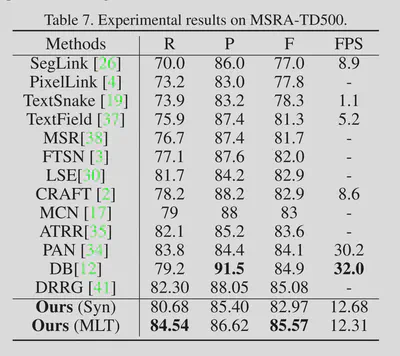 Table 7. Experimental results on MSRA-TD500.
Methods R P F FPS
SegLink [26] 70.0 86.0 77.0 8.9
PixelLink [4] 73.2 83.0 77.8 -
TextSnake [19] 73.9 83.2 78.3 1.1
TextField [37] 75.9 87.4 81.3 5.2
MSR[38] 76.7 87.4 81.7 -
FTSN [3] 77.1 87.6 82.0 -
LSE[30] 81.7 84.2 82.9 -
CRAFT [2] 78.2 88.2 82.9 8.6
MCN [17] 79 88 83 -
ATRR[35] 82.1 85.2 83.6 -
PAN [34] 83.8 84.4 84.1 30.2
DB[12] 79.2 91.5 84.9 32.0
DRRG [41] 82.30 88.05 85.08 -
Ours (Syn) 80.68 85.40 82.97 12.68
Ours (MLT) 84.54 86.62 85.57 12.31